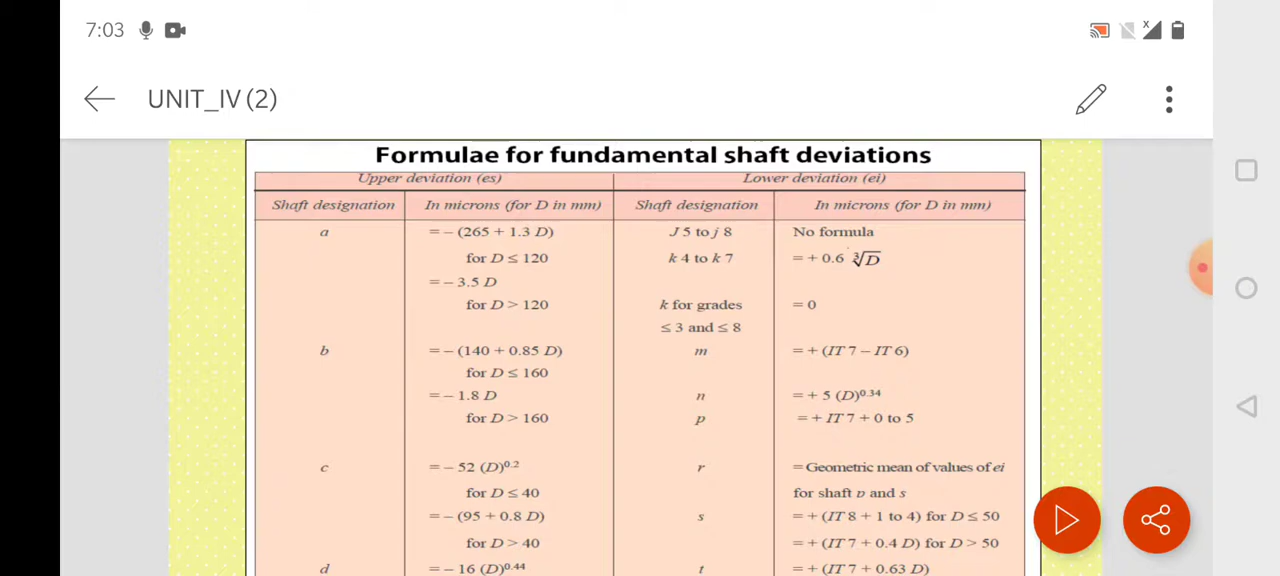 7:03
UNIT_IV (2)
Formulae for fundamental shaft deviations
Upper deviation (es) Lower deviation (ei)
Shaft designation In microns (for D in mm) Shaft designation In microns (for D in mm)
a = – (265 + 1.3 D) J 5 to j 8 No formula
for D ≤ 120 k 4 to k 7 = + 0.6 ∛D
= – 3.5 D
for D > 120 k for grades = 0
≤ 3 and ≤ 8
b = – (140 + 0.85 D) m = + (IT 7 – IT 6)
for D ≤ 160
= – 1.8 D n = + 5 (D)^0.34
for D > 160 p = + IT 7 + 0 to 5
c = – 52 (D)^0.2 r = Geometric mean of values of ei
for D ≤ 40 for shaft p and s
= – (95 + 0.8 D) s = + (IT 8 + 1 to 4) for D ≤ 50
for D > 40 = + (IT 7 + 0.4 D) for D > 50
d = – 16 (D)^0.44 t = + (IT 7 + 0.63 D)